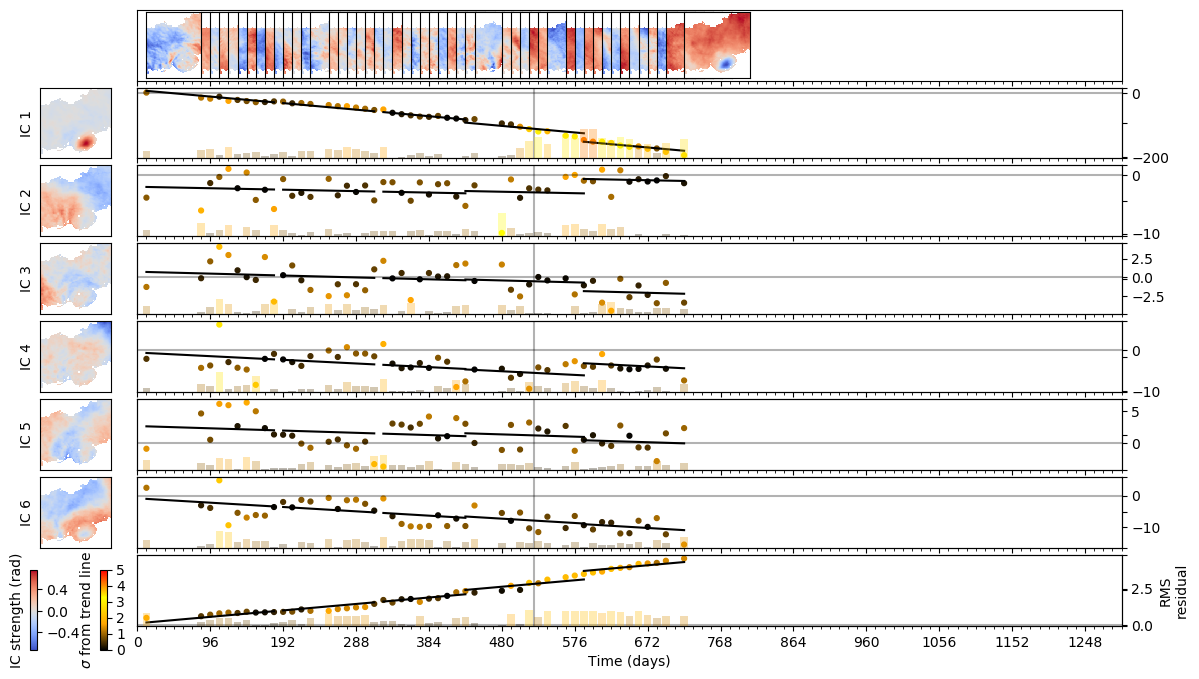 IC 1
0
−200
IC 2
0
−10
IC 3
2.5
0.0
−2.5
IC 4
0
−10
IC 5
5
0
IC 6
0
−10
IC strength (rad)
0.4
0.0
−0.4
σ from trend line
5
4
3
2
1
0
2.5
0.0
RMS
residual
0 96 192 288 384 480 576 672 768 864 960 1056 1152 1248
Time (days)